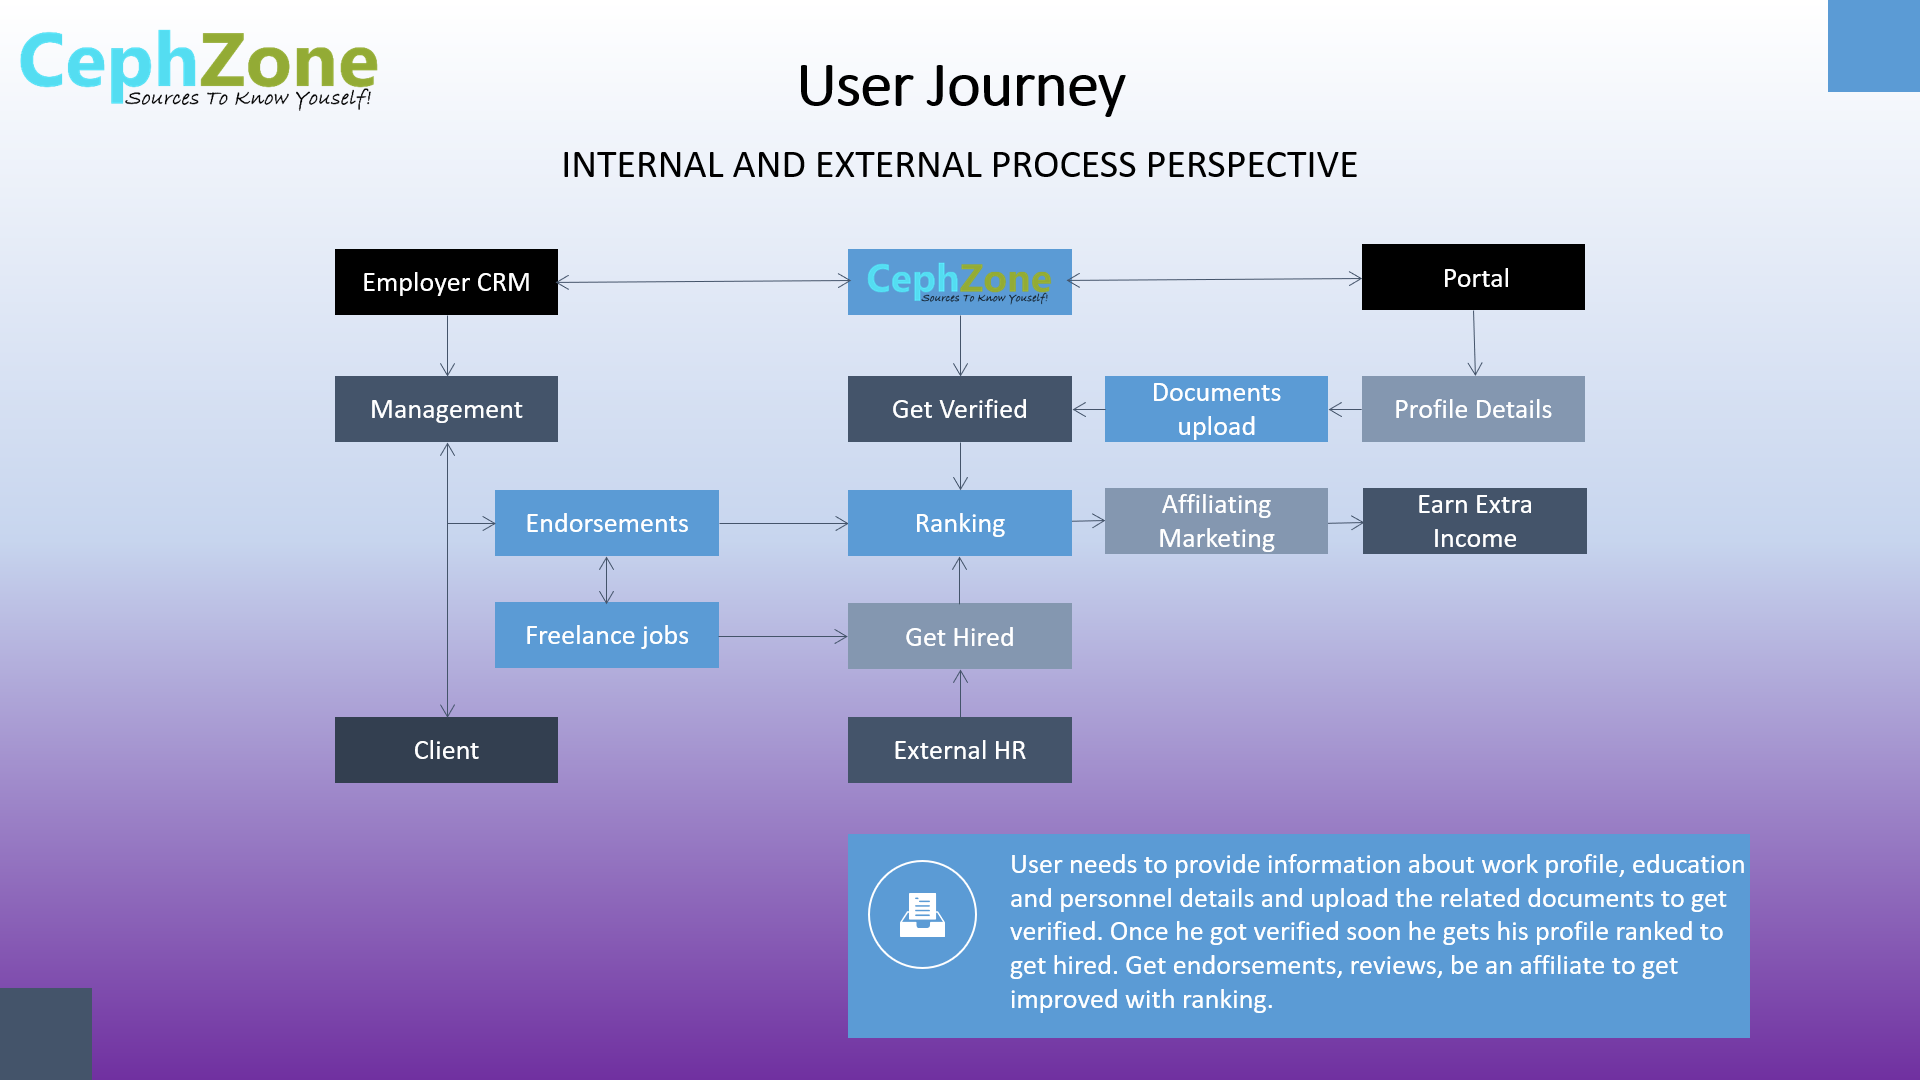 CephZone
Sources To Know Youself!
User Journey
INTERNAL AND EXTERNAL PROCESS PERSPECTIVE
Employer CRM
CephZone
Sources To Know Youself!
Portal
Management
Get Verified
Documents
upload
Profile Details
Endorsements
Ranking
Affiliating
Marketing
Earn Extra
Income
Freelance jobs
Get Hired
Client
External HR
User needs to provide information about work profile, education
and personnel details and upload the related documents to get
verified. Once he got verified soon he gets his profile ranked to
get hired. Get endorsements, reviews, be an affiliate to get
improved with ranking.